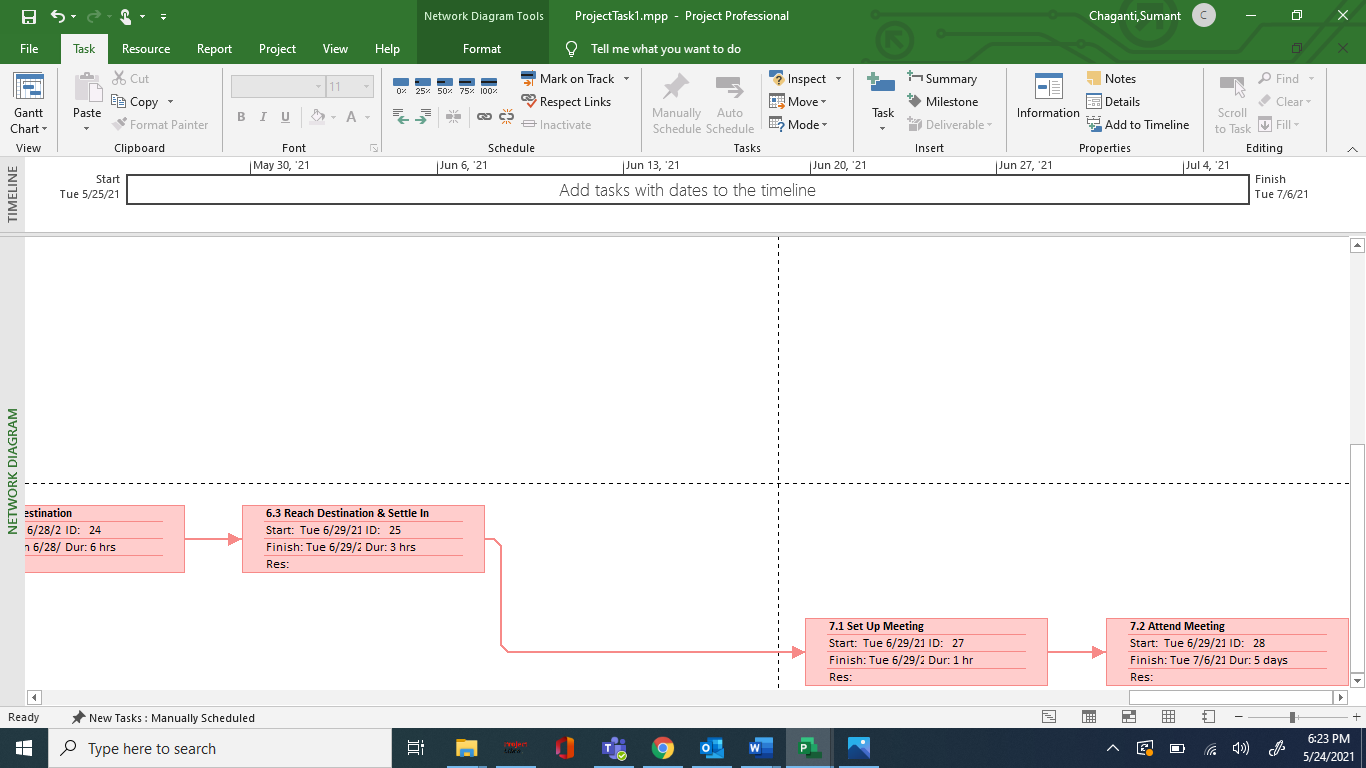 Network Diagram Tools
ProjectTask1.mpp - Project Professional
Chaganti,Sumant
C
File Task Resource Report Project View Help Format Tell me what you want to do
Gantt Chart
View
Paste
Cut
Copy
Format Painter
Clipboard
11
B I U A
Font
0% 25% 50% 75% 100%
Mark on Track
Respect Links
Inactivate
Schedule
Manually Schedule
Auto Schedule
Inspect
Move
Mode
Tasks
Task
Summary
Milestone
Deliverable
Insert
Information
Notes
Details
Add to Timeline
Properties
Scroll to Task
Find
Clear
Fill
Editing
TIMELINE
May 30, '21 Jun 6, '21 Jun 13, '21 Jun 20, '21 Jun 27, '21 Jul 4, '21
Start
Tue 5/25/21
Add tasks with dates to the timeline
Finish
Tue 7/6/21
NETWORK DIAGRAM
estination
6/28/2 ID: 24
n 6/28/ Dur: 6 hrs
6.3 Reach Destination & Settle In
Start: Tue 6/29/21 ID: 25
Finish: Tue 6/29/2 Dur: 3 hrs
Res:
7.1 Set Up Meeting
Start: Tue 6/29/21 ID: 27
Finish: Tue 6/29/2 Dur: 1 hr
Res:
7.2 Attend Meeting
Start: Tue 6/29/21 ID: 28
Finish: Tue 7/6/21 Dur: 5 days
Res:
Ready New Tasks : Manually Scheduled
Type here to search
6:23 PM
5/24/2021